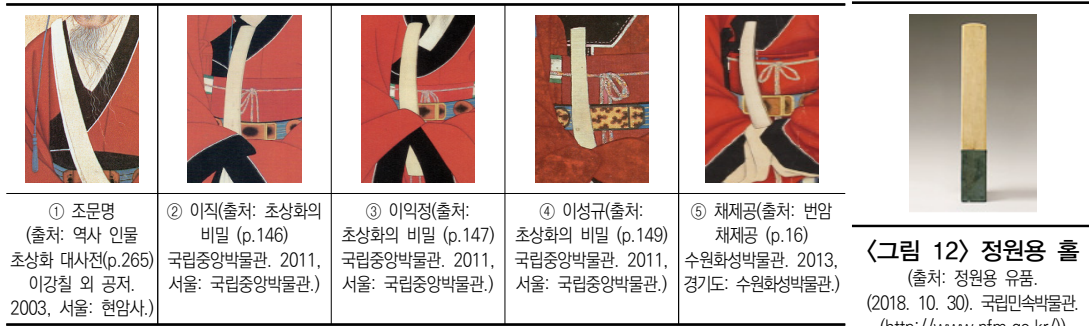 ① 조문명
(출처: 역사 인물
초상화 대사전(p.265)
이강칠 외 공저.
2003, 서울: 현암사.)
② 이직(출처: 초상화의
비밀 (p.146)
국립중앙박물관. 2011,
서울: 국립중앙박물관.)
③ 이익정(출처:
초상화의 비밀 (p.147)
국립중앙박물관. 2011,
서울: 국립중앙박물관.)
④ 이성규(출처:
초상화의 비밀 (p.149)
국립중앙박물관. 2011,
서울: 국립중앙박물관.)
⑤ 채제공(출처: 번암
채제공 (p.16)
수원화성박물관. 2013,
경기도: 수원화성박물관.)
<그림 12> 정원용 홀
(출처: 정원용 유품.
(2018. 10. 30). 국립민속박물관.
(http://www.nfm.go.kr/))